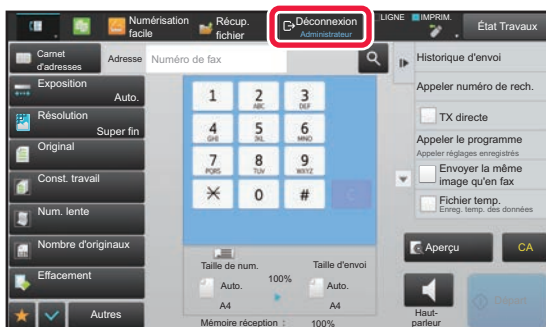 Numérisation
facile
Récup.
fichier
Déconnexion
Administrateur
LIGNE
IMPRIM.
État Travaux
Carnet
d'adresses
Adresse
Numéro de fax
Historique d'envoi
Exposition
Auto.
Appeler numéro de rech.
Résolution
Super fin
TX directe
Original
Appeler le programme
Appeler réglages enregistrés
Const. travail
Envoyer la même
image qu'en fax
Num. lente
Fichier temp.
Enreg. temp. des données
Nombre d'originaux
Aperçu
CA
Effacement
Autres
1
2
ABC
3
DEF
4
GHI
5
JKL
6
MNO
7
PQRS
8
TUV
9
WXYZ
0
#
C
Taille de num.
Taille d'envoi
100%
Auto.
Auto.
A4
A4
Mémoire réception :
100%
Haut-
parleur
Départ